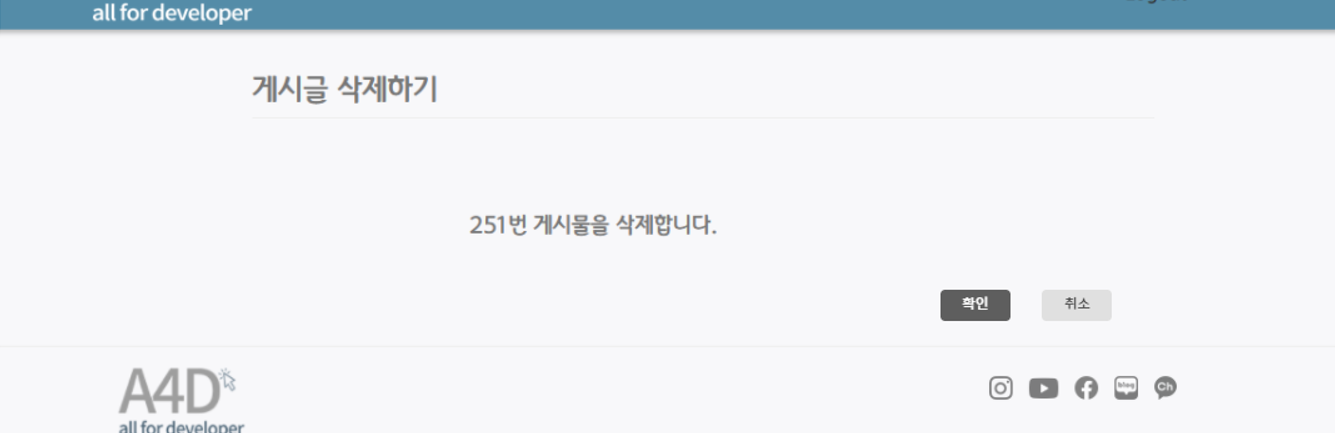 all for developer
게시글 삭제하기
251번 게시물을 삭제합니다.
확인
취소
A4D
blog
Ch
all for developer